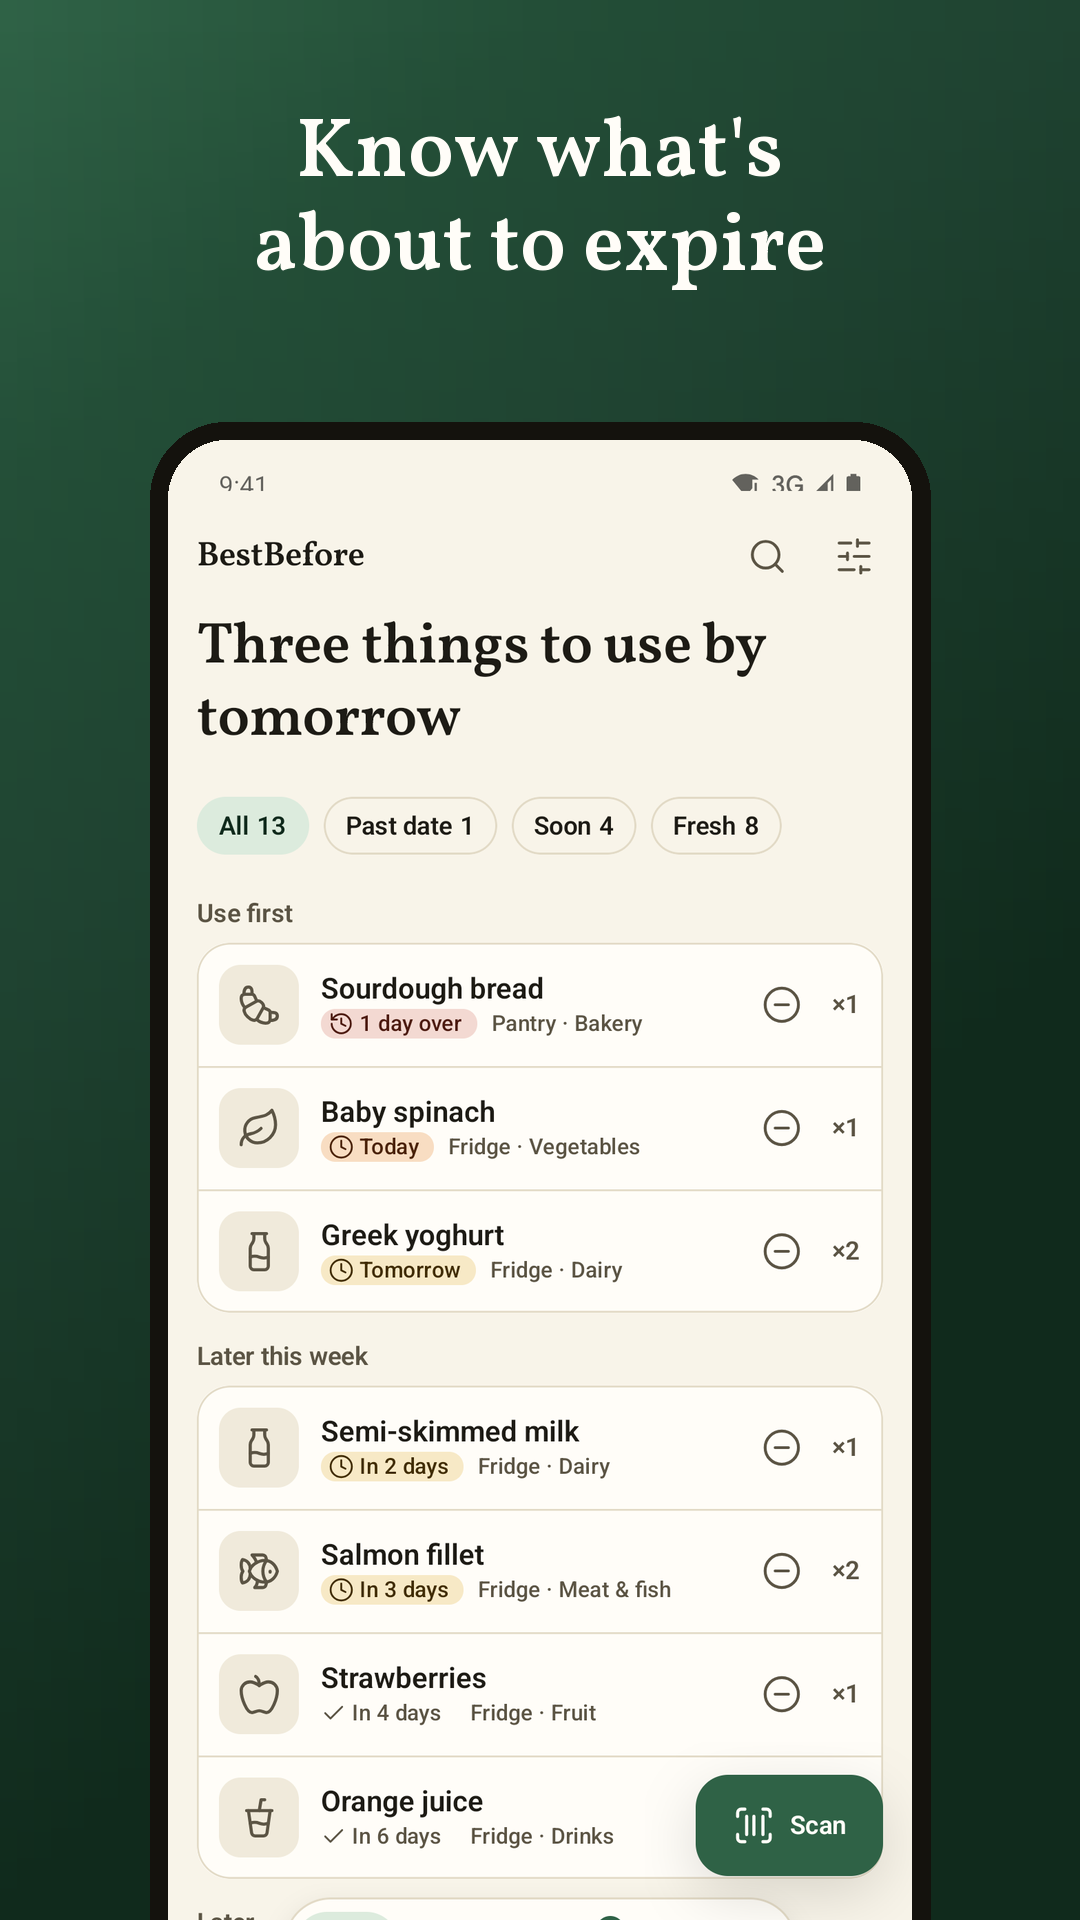 Know what's
about to expire
9:41
3G
BestBefore
Three things to use by
tomorrow
All 13
Past date 1
Soon 4
Fresh 8
Use first
Sourdough bread
×1
1 day over
Pantry · Bakery
Baby spinach
×1
Today
Fridge · Vegetables
Greek yoghurt
×2
Tomorrow
Fridge · Dairy
Later this week
Semi-skimmed milk
×1
In 2 days
Fridge · Dairy
Salmon fillet
×2
In 3 days
Fridge · Meat & fish
Strawberries
×1
In 4 days
Fridge · Fruit
Orange juice
In 6 days
Fridge · Drinks
Scan
Later